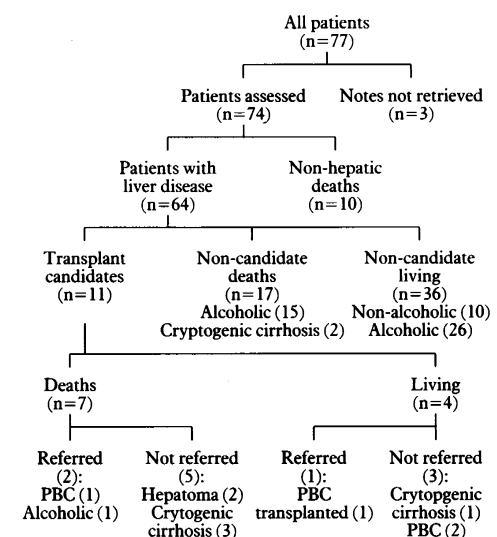 All patients
(n=77)
Patients assessed
(n=74)
Notes not retrieved
(n=3)
Patients with
liver disease
(n=64)
Non-hepatic
deaths
(n=10)
Transplant
candidates
(n=11)
Non-candidate
deaths
(n=17)
Alcoholic (15)
Cryptogenic cirrhosis (2)
Non-candidate
living
(n=36)
Non-alcoholic (10)
Alcoholic (26)
Deaths
(n=7)
Living
(n=4)
Referred
(2):
PBC (1)
Alcoholic (1)
Not referred
(5):
Hepatoma (2)
Crytogenic
cirrhosis (3)
Referred
(1):
PBC
transplanted (1)
Not referred
(3):
Crytopgenic
cirrhosis (1)
PBC (2)